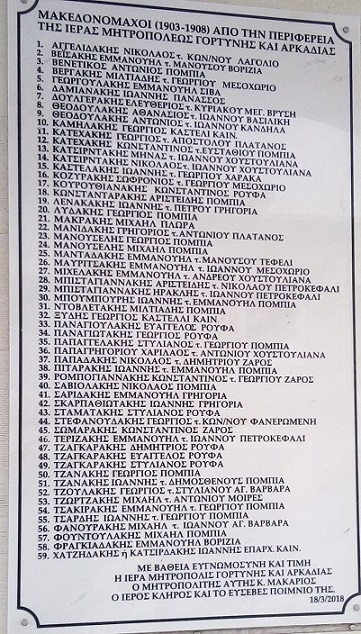 ΜΑΚΕΔΟΝΟΜΑΧΟΙ (1903-1908) ΑΠΟ ΤΗΝ ΠΕΡΙΦΕΡΕΙΑ
ΤΗΣ ΙΕΡΑΣ ΜΗΤΡΟΠΟΛΕΩΣ ΓΟΡΤΥΝΗΣ ΚΑΙ ΑΡΚΑΔΙΑΣ
1. ΑΓΓΕΛΙΔΑΚΗΣ ΝΙΚΟΛΑΟΣ τ. ΚΩΝ/ΝΟΥ ΛΑΓΟΛΙΟ
2. ΒΕΪΣΑΚΗΣ ΕΜΜΑΝΟΥΗΛ τ. ΜΑΝΟΥΣΟΥ ΒΟΡΙΖΙΑ
3. ΒΕΝΕΤΙΚΟΣ ΑΝΤΩΝΙΟΣ ΠΟΜΠΙΑ
4. ΒΕΡΓΑΚΗΣ ΜΙΛΤΙΑΔΗΣ τ. ΓΕΩΡΓΙΟΥ ΜΕΣΟΧΩΡΙΟ
5. ΓΕΩΡΓΟΥΛΑΚΗΣ ΕΜΜΑΝΟΥΗΛ ΣΙΒΑ
6. ΔΑΜΙΑΝΑΚΗΣ ΙΩΑΝΝΗΣ ΠΑΝΑΣΣΟΣ
7. ΔΟΥΛΓΕΡΑΚΗΣ ΕΛΕΥΘΕΡΙΟΣ τ. ΚΥΡΙΑΚΟΥ ΜΕΓ. ΒΡΥΣΗ
8. ΘΕΟΔΟΥΛΑΚΗΣ ΑΘΑΝΑΣΙΟΣ τ. ΙΩΑΝΝΟΥ ΒΑΣΙΛΙΚΗ
9. ΘΕΟΔΟΥΛΑΚΗΣ ΑΝΤΩΝΙΟΣ τ. ΙΩΑΝΝΟΥ ΚΑΝΔΗΛΑ
10. ΚΑΜΗΛΑΚΗΣ ΓΕΩΡΓΙΟΣ ΚΑΣΤΕΛΙ ΚΑΙΝ.
11. ΚΑΤΕΧΑΚΗΣ ΓΕΩΡΓΙΟΣ τ. ΑΠΟΣΤΟΛΟΥ ΠΛΑΤΑΝΟΣ
12. ΚΑΤΕΧΑΚΗΣ ΚΩΝΣΤΑΝΤΙΝΟΣ τ. ΕΥΣΤΑΘΙΟΥ ΠΟΜΠΙΑ
13. ΚΑΤΣΙΡΝΤΑΚΗΣ ΜΗΝΑΣ τ. ΙΩΑΝΝΟΥ ΧΟΥΣΤΟΥΛΙΑΝΑ
14. ΚΑΤΣΙΡΝΤΑΚΗΣ ΝΙΚΟΛΑΟΣ τ. ΙΩΑΝΝΟΥ ΧΟΥΣΤΟΥΛΙΑΝΑ
15. ΚΑΣΤΕΛΑΚΗΣ ΙΩΑΝΝΗΣ τ. ΓΕΩΡΓΙΟΥ ΧΑΡΑΚΑ
16. ΚΟΖΥΡΑΚΗΣ ΣΩΦΡΟΝΙΟΣ τ. ΓΕΩΡΓΙΟΥ ΜΕΣΟΧΩΡΙΟ
17. ΚΟΥΡΟΥΘΙΑΝΑΚΗΣ ΚΩΝΣΤΑΝΤΙΝΟΣ ΡΟΥΦΑ
18. ΚΩΝΣΤΑΝΤΑΡΑΚΗΣ ΑΡΙΣΤΕΙΔΗΣ ΠΟΜΠΙΑ
19. ΛΕΝΑΚΑΚΗΣ ΙΩΑΝΝΗΣ τ. ΠΕΤΡΟΥ ΓΡΗΓΟΡΙΑ
20. ΛΥΔΑΚΗΣ ΓΕΩΡΓΙΟΣ ΠΟΜΠΙΑ
21. ΜΑΚΡΑΚΗΣ ΜΙΧΑΗΛ ΠΛΩΡΑ
22. ΜΑΝΙΔΑΚΗΣ ΓΡΗΓΟΡΙΟΣ τ. ΑΝΤΩΝΙΟΥ ΠΛΑΤΑΝΟΣ
23. ΜΑΝΟΥΣΕΛΗΣ ΓΕΩΡΓΙΟΣ ΠΟΜΠΙΑ
24. ΜΑΝΟΥΣΕΛΗΣ ΜΙΧΑΗΛ ΠΟΜΠΙΑ
25. ΜΑΝΤΑΔΑΚΗΣ ΕΜΜΑΝΟΥΗΛ τ. ΜΑΝΟΥΣΟΥ ΤΕΦΕΛΙ
26. ΜΑΥΡΙΤΣΑΚΗΣ ΕΜΜΑΝΟΥΗΛ τ. ΙΩΑΝΝΟΥ ΜΕΣΟΧΩΡΙΟ
27. ΜΙΧΕΛΑΚΗΣ ΕΜΜΑΝΟΥΗΛ τ. ΑΝΔΡΕΟΥ ΧΟΥΣΤΟΥΛΙΑΝΑ
28. ΜΠΙΣΤΑΓΙΑΝΝΑΚΗΣ ΑΡΙΣΤΕΙΔΗΣ τ. ΝΙΚΟΛΑΟΥ ΠΕΤΡΟΚΕΦΑΛΙ
29. ΜΠΙΣΤΑΓΙΑΝΝΑΚΗΣ ΗΡΑΚΛΗΣ τ. ΙΩΑΝΝΟΥ ΠΕΤΡΟΚΕΦΑΛΙ
30. ΜΠΟΥΜΠΟΥΡΗΣ ΙΩΑΝΝΗΣ τ. ΕΜΜΑΝΟΥΗΛ ΠΟΜΠΙΑ
31. ΝΤΟΒΛΕΤΑΚΗΣ ΜΙΛΤΙΑΔΗΣ ΠΟΜΠΙΑ
32. ΞΥΔΗΣ ΓΕΩΡΓΙΟΣ ΚΑΣΤΕΛΛΙ ΚΑΙΝ
33. ΠΑΝΑΓΙΟΥΛΑΚΗΣ ΕΥΑΓΓΕΛΟΣ ΡΟΥΦΑ
34. ΠΑΝΑΓΙΩΤΑΚΗΣ ΓΕΩΡΓΙΟΣ ΡΟΥΦΑ
35. ΠΑΠΑΓΓΕΛΑΚΗΣ ΣΤΥΛΙΑΝΟΣ τ. ΓΕΩΡΓΙΟΥ ΠΟΜΠΙΑ
36. ΠΑΠΑΓΡΗΓΟΡΙΟΥ ΧΑΡΙΛΑΟΣ τ. ΑΝΤΩΝΙΟΥ ΧΟΥΣΤΟΥΛΙΑΝΑ
37. ΠΑΠΑΔΑΚΗΣ ΝΙΚΟΛΑΟΣ τ. ΔΗΜΗΤΡΙΟΥ ΖΑΡΟΣ
38. ΠΙΤΑΡΑΚΗΣ ΙΩΑΝΝΗΣ τ. ΕΜΜΑΝΟΥΗΛ ΠΟΜΠΙΑ
39. ΡΟΜΠΟΓΙΑΝΝΑΚΗΣ ΚΩΝΣΤΑΝΤΙΝΟΣ τ. ΓΕΩΡΓΙΟΥ ΖΑΡΟΣ
40. ΣΑΒΙΟΛΑΚΗΣ ΝΙΚΟΛΑΟΣ ΠΟΜΠΙΑ
41. ΣΑΡΙΔΑΚΗΣ ΕΜΜΑΝΟΥΗΛ ΓΡΗΓΟΡΙΑ
42. ΣΚΑΡΠΑΘΙΩΤΑΚΗΣ ΙΩΑΝΝΗΣ ΓΡΗΓΟΡΙΑ
43. ΣΤΑΜΑΤΑΚΗΣ ΣΤΥΛΙΑΝΟΣ ΡΟΥΦΑ
44. ΣΤΕΦΑΝΟΥΔΑΚΗΣ ΓΕΩΡΓΙΟΣ τ. ΚΩΝ/ΝΟΥ ΦΑΝΕΡΩΜΕΝΗ
45. ΣΩΜΑΡΑΚΗΣ ΚΩΝΣΤΑΝΤΙΝΟΣ ΖΑΡΟΣ
46. ΤΕΡΙΖΑΚΗΣ ΕΜΜΑΝΟΥΗΛ τ. ΙΩΑΝΝΟΥ ΠΕΤΡΟΚΕΦΑΛΙ
47. ΤΖΑΓΚΑΡΑΚΗΣ ΔΗΜΗΤΡΙΟΣ ΡΟΥΦΑ
48. ΤΖΑΓΚΑΡΑΚΗΣ ΕΥΑΓΓΕΛΟΣ ΡΟΥΦΑ
49. ΤΖΑΓΚΑΡΑΚΗΣ ΣΤΥΛΙΑΝΟΣ ΡΟΥΦΑ
50. ΤΖΑΝΑΚΗΣ ΓΕΩΡΓΙΟΣ ΠΟΜΠΙΑ
51. ΤΖΑΝΑΚΗΣ ΙΩΑΝΝΗΣ τ. ΔΗΜΟΣΘΕΝΟΥΣ ΠΟΜΠΙΑ
52. ΤΖΟΥΛΑΚΗΣ ΓΕΩΡΓΙΟΣ τ. ΣΤΥΛΙΑΝΟΥ ΑΓ. ΒΑΡΒΑΡΑ
53. ΤΖΩΡΤΖΑΚΗΣ ΜΙΧΑΗΛ τ. ΑΝΤΩΝΙΟΥ ΜΟΙΡΕΣ
54. ΤΣΑΚΙΡΑΚΗΣ ΕΜΜΑΝΟΥΗΛ τ. ΓΕΩΡΓΙΟΥ ΠΟΜΠΙΑ
55. ΤΣΑΡΔΗΣ ΙΩΑΝΝΗΣ τ. ΓΕΩΡΓΙΟΥ ΠΟΜΠΙΑ
56. ΦΑΝΟΥΡΑΚΗΣ ΜΙΧΑΗΛ τ. ΙΩΑΝΝΟΥ ΑΓ. ΒΑΡΒΑΡΑ
57. ΦΟΥΝΤΟΥΛΑΚΗΣ ΜΙΧΑΗΛ ΠΟΜΠΙΑ
58. ΦΡΑΓΚΙΑΔΑΚΗΣ ΕΜΜΑΝΟΥΗΛ ΒΟΡΙΖΙΑ
59. ΧΑΤΖΗΔΑΚΗΣ ή ΚΑΤΣΙΡΔΑΚΗΣ ΙΩΑΝΝΗΣ ΕΠΑΡΧ. ΚΑΙΝ.
ΜΕ ΒΑΘΕΙΑ ΕΥΓΝΩΜΟΣΥΝΗ ΚΑΙ ΤΙΜΗ
Η ΙΕΡΑ ΜΗΤΡΟΠΟΛΙΣ ΓΟΡΤΥΝΗΣ ΚΑΙ ΑΡΚΑΔΙΑΣ
Ο ΜΗΤΡΟΠΟΛΙΤΗΣ ΑΥΤΗΣ Κ. ΜΑΚΑΡΙΟΣ
Ο ΙΕΡΟΣ ΚΛΗΡΟΣ ΚΑΙ ΤΟ ΕΥΣΕΒΕΣ ΠΟΙΜΝΙΟ ΤΗΣ.
18/3/2018